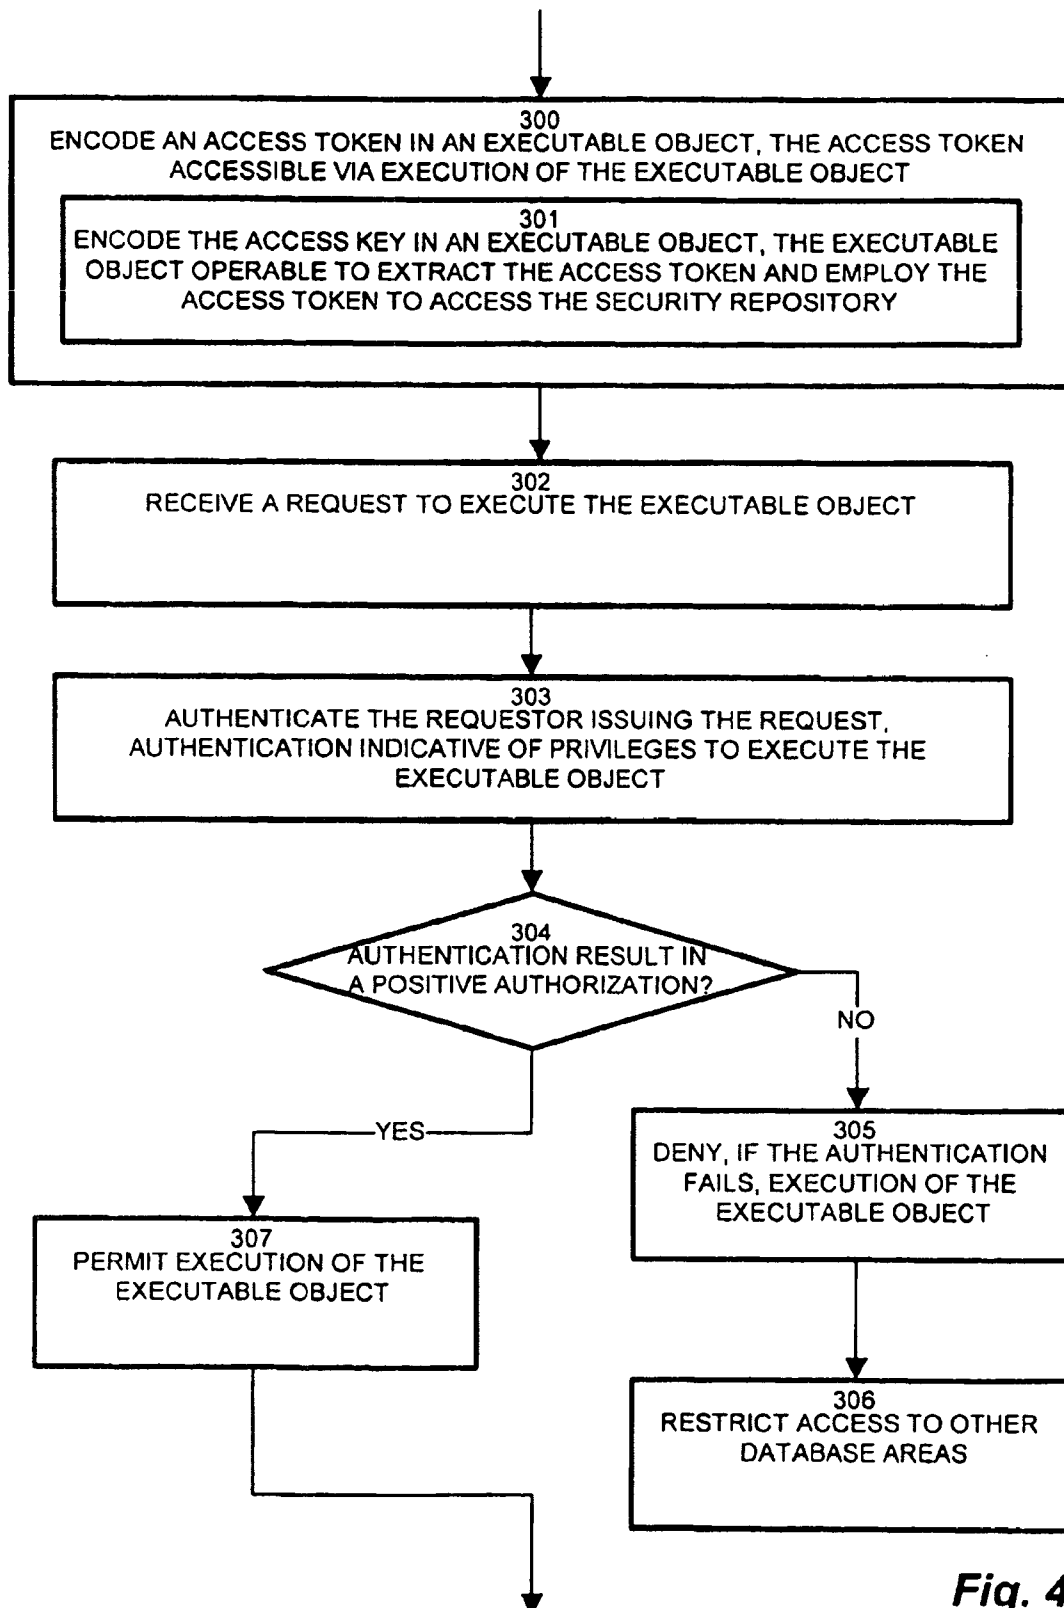 300
ENCODE AN ACCESS TOKEN IN AN EXECUTABLE OBJECT, THE ACCESS TOKEN
ACCESSIBLE VIA EXECUTION OF THE EXECUTABLE OBJECT
301
ENCODE THE ACCESS KEY IN AN EXECUTABLE OBJECT, THE EXECUTABLE
OBJECT OPERABLE TO EXTRACT THE ACCESS TOKEN AND EMPLOY THE
ACCESS TOKEN TO ACCESS THE SECURITY REPOSITORY
302
RECEIVE A REQUEST TO EXECUTE THE EXECUTABLE OBJECT
303
AUTHENTICATE THE REQUESTOR ISSUING THE REQUEST,
AUTHENTICATION INDICATIVE OF PRIVILEGES TO EXECUTE THE
EXECUTABLE OBJECT
304
AUTHENTICATION RESULT IN
A POSITIVE AUTHORIZATION?
NO
YES
305
DENY, IF THE AUTHENTICATION
FAILS, EXECUTION OF THE
EXECUTABLE OBJECT
307
PERMIT EXECUTION OF THE
EXECUTABLE OBJECT
306
RESTRICT ACCESS TO OTHER
DATABASE AREAS
Fig. 4